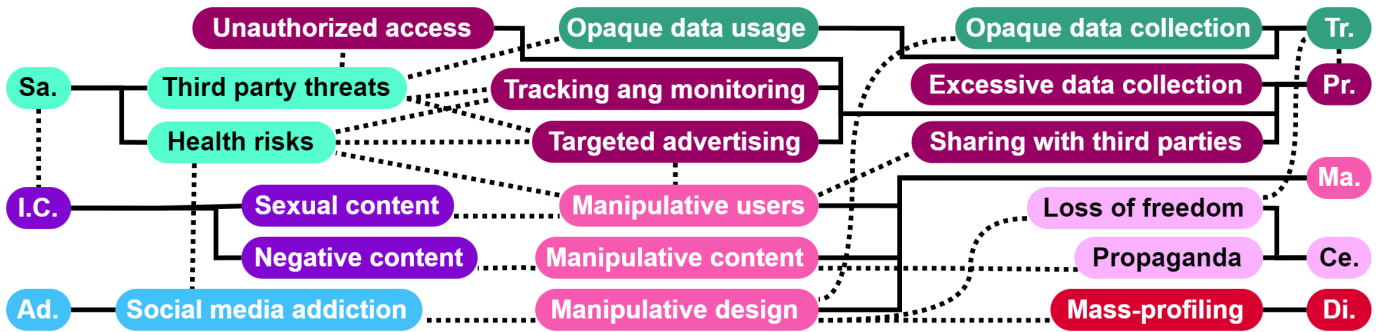 Unauthorized access
Opaque data usage
Opaque data collection
Tr.
Sa.
Third party threats
Tracking ang monitoring
Excessive data collection
Pr.
Health risks
Targeted advertising
Sharing with third parties
Ma.
I.C.
Sexual content
Manipulative users
Loss of freedom
Negative content
Manipulative content
Propaganda
Ce.
Ad.
Social media addiction
Manipulative design
Mass-profiling
Di.